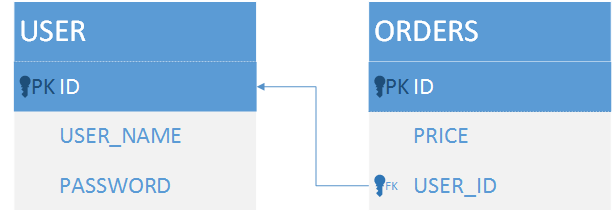 USER
PK ID
USER_NAME
PASSWORD
ORDERS
PK ID
PRICE
FK USER_ID